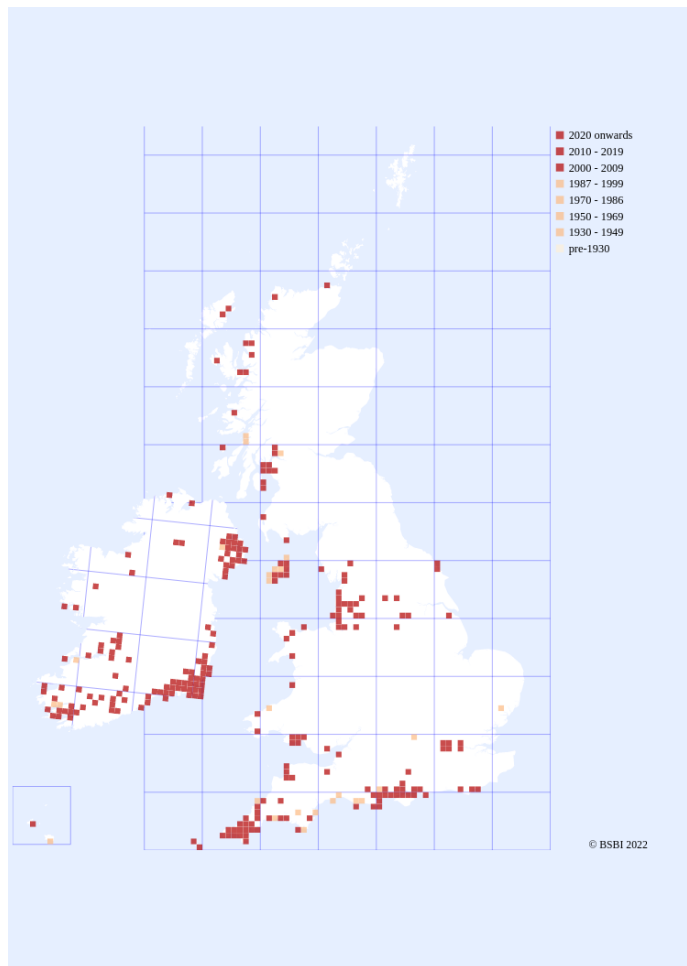 2020 onwards
2010 - 2019
2000 - 2009
1987 - 1999
1970 - 1986
1950 - 1969
1930 - 1949
pre-1930
© BSBI 2022